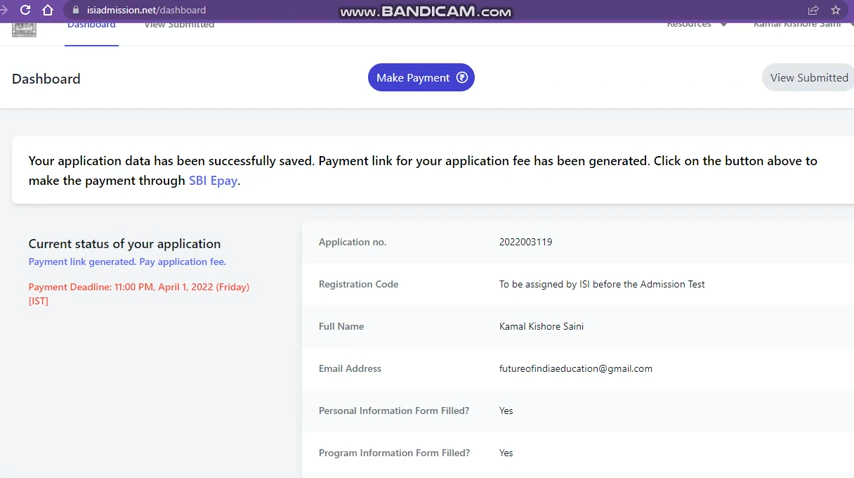 isiadmission.net/dashboard
www.BANDICAM.com
Dashboard
View Submitted
Resources
Kamal Kishore Saini
Dashboard
Make Payment
View Submitted
Your application data has been successfully saved. Payment link for your application fee has been generated. Click on the button above to
make the payment through SBI Epay.
Current status of your application
Payment link generated. Pay application fee.
Payment Deadline: 11:00 PM, April 1, 2022 (Friday)
[IST]
Application no.
2022003119
Registration Code
To be assigned by ISI before the Admission Test
Full Name
Kamal Kishore Saini
Email Address
futureofindiaeducation@gmail.com
Personal Information Form Filled?
Yes
Program Information Form Filled?
Yes